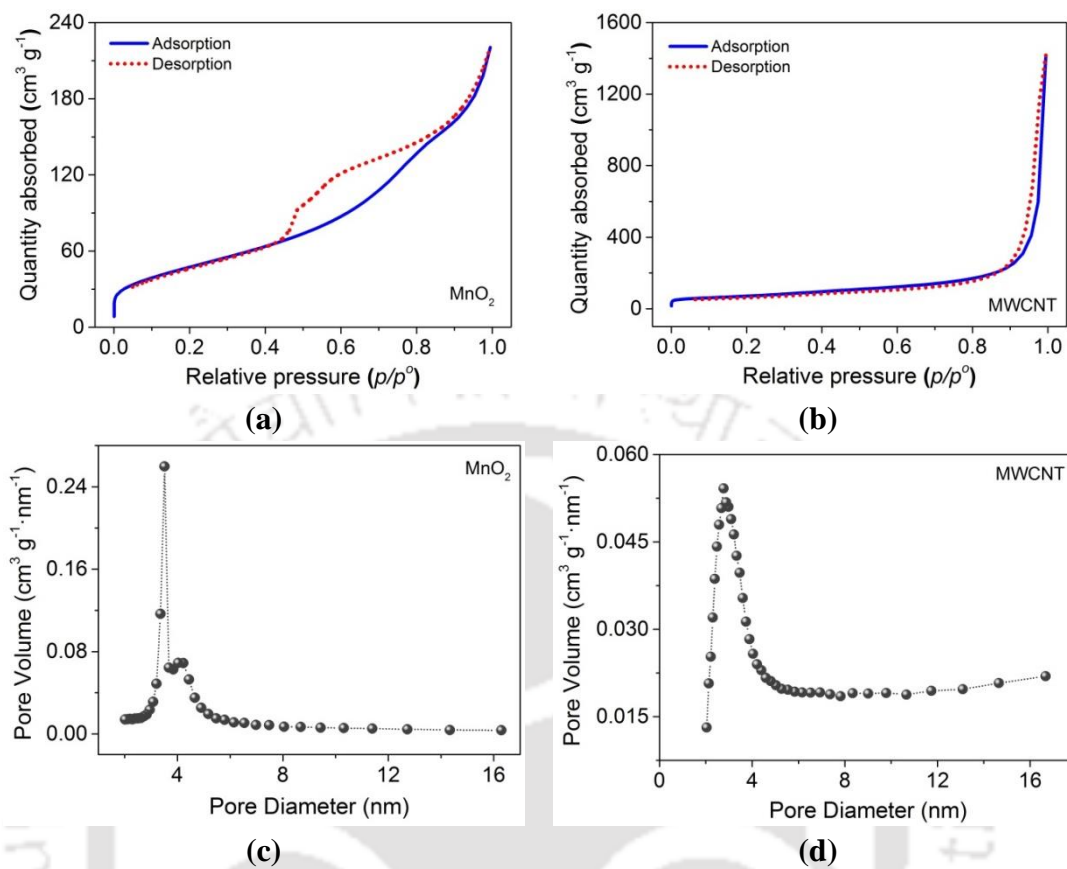 240
180
120
60
0
Quantity absorbed (cm³ g⁻¹)
Adsorption
Desorption
MnO₂
0.0 0.2 0.4 0.6 0.8 1.0
Relative pressure (p/p°)
(a)
1600
1200
800
400
0
Quantity absorbed (cm³ g⁻¹)
Adsorption
Desorption
MWCNT
0.0 0.2 0.4 0.6 0.8 1.0
Relative pressure (p/p°)
(b)
0.24
0.16
0.08
0.00
Pore Volume (cm³ g⁻¹·nm⁻¹)
MnO₂
4 8 12 16
Pore Diameter (nm)
(c)
0.060
0.045
0.030
0.015
Pore Volume (cm³ g⁻¹·nm⁻¹)
MWCNT
0 4 8 12 16
Pore Diameter (nm)
(d)